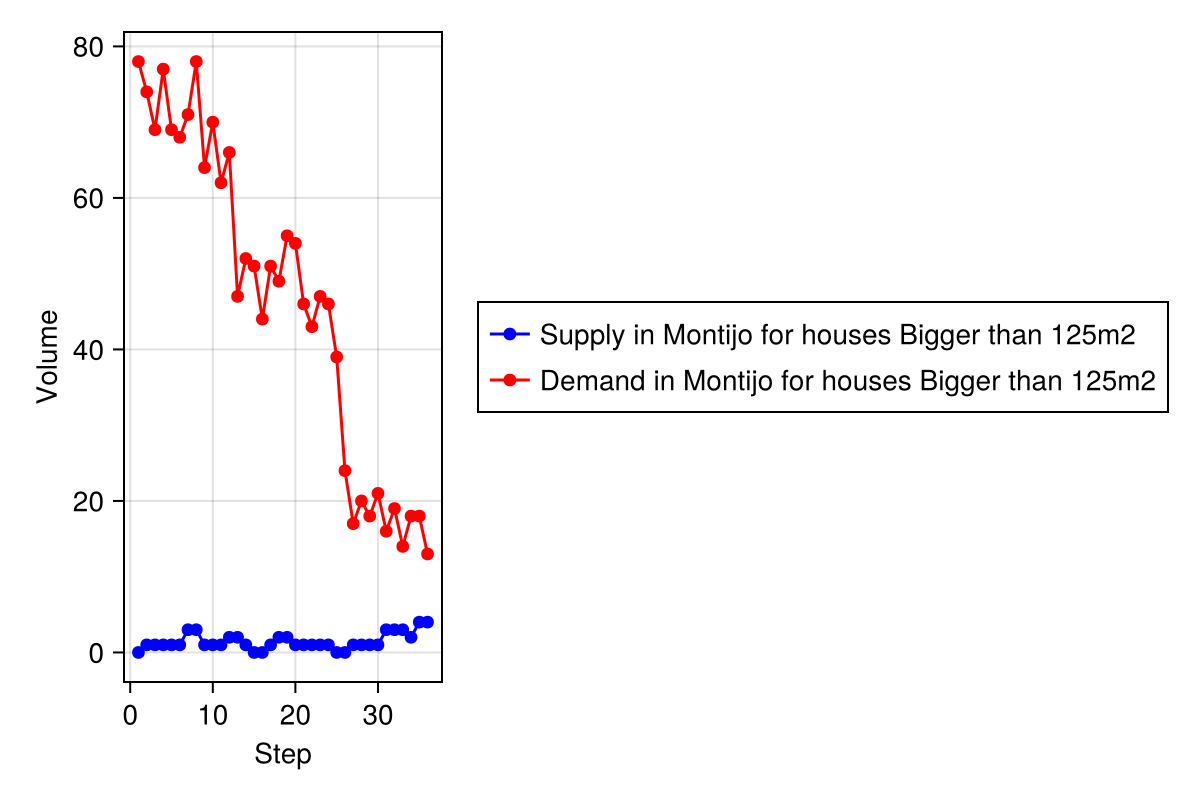 80
60
40
20
0
Volume
0 10 20 30
Step
Supply in Montijo for houses Bigger than 125m2
Demand in Montijo for houses Bigger than 125m2